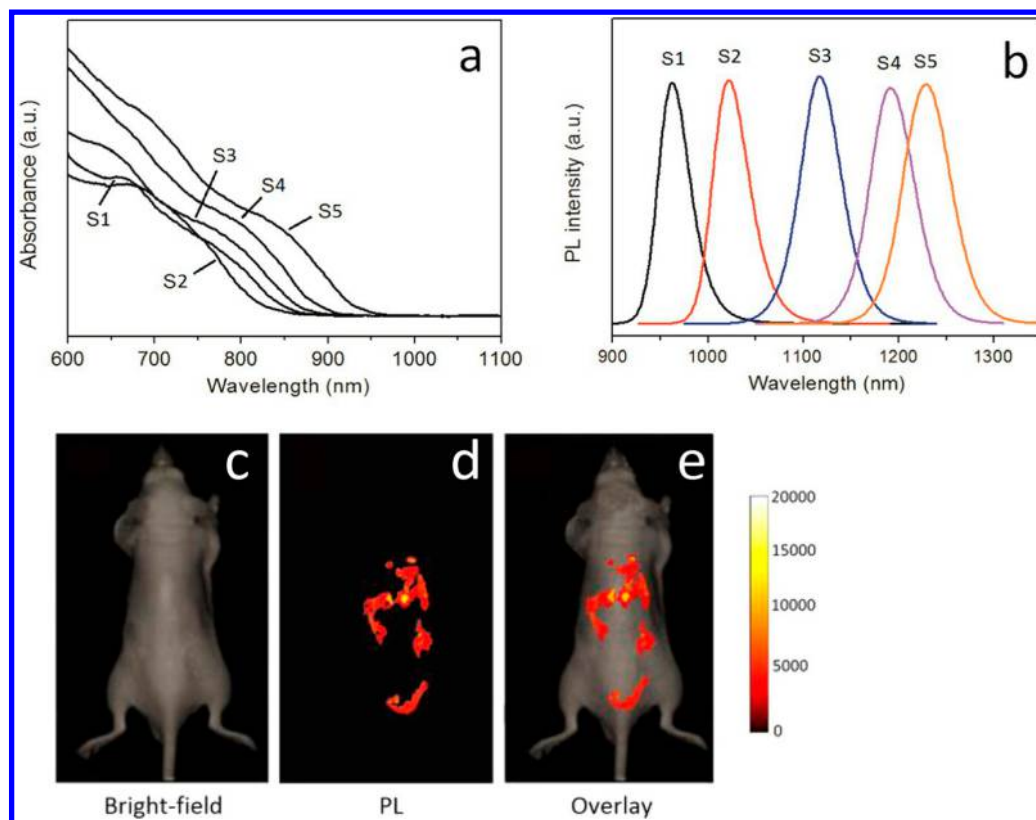 a
Absorbance (a.u.)
S1
S2
S3
S4
S5
600 700 800 900 1000 1100
Wavelength (nm)
b
PL intensity (a.u.)
S1 S2 S3 S4 S5
900 1000 1100 1200 1300
Wavelength (nm)
c
d
e
20000
15000
10000
5000
0
Bright-field
PL
Overlay